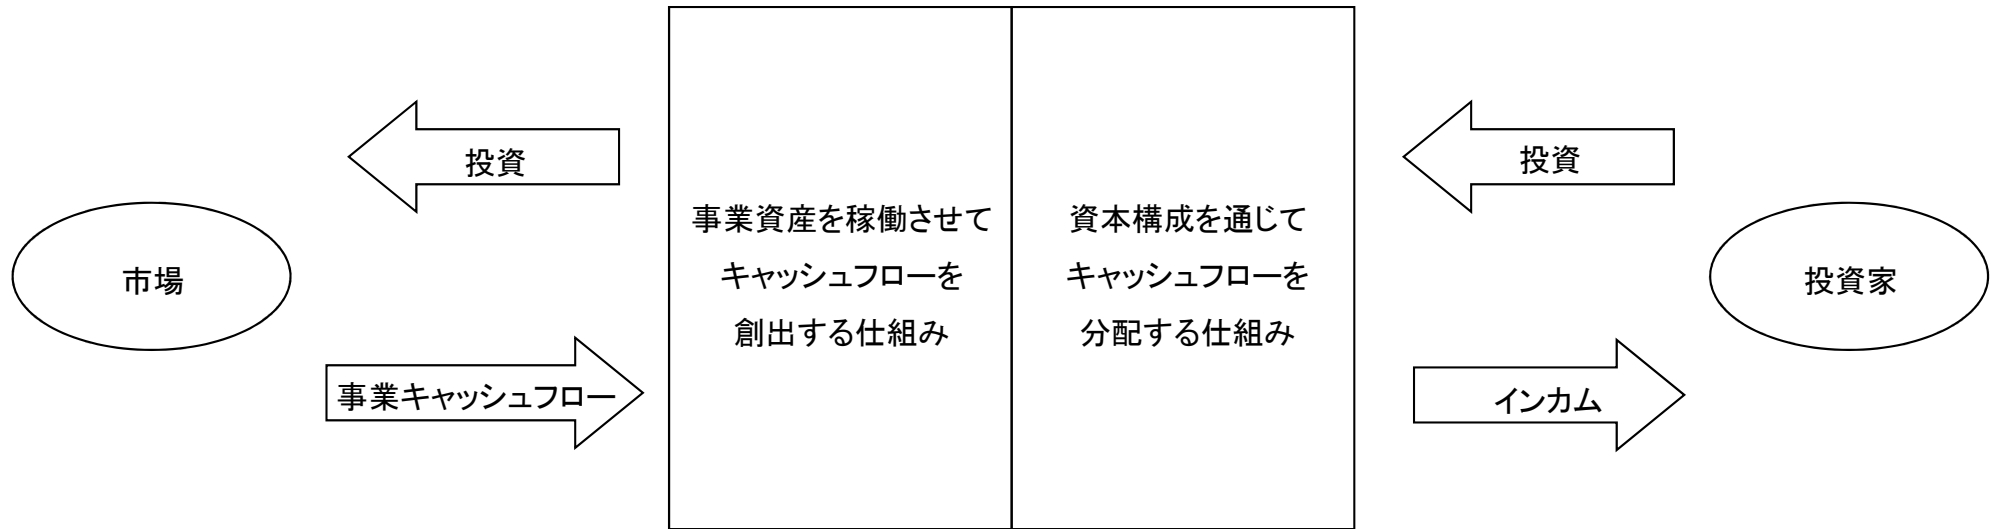 市場
投資
事業キャッシュフロー
事業資産を稼働させて
キャッシュフローを
創出する仕組み
資本構成を通じて
キャッシュフローを
分配する仕組み
投資
インカム
投資家